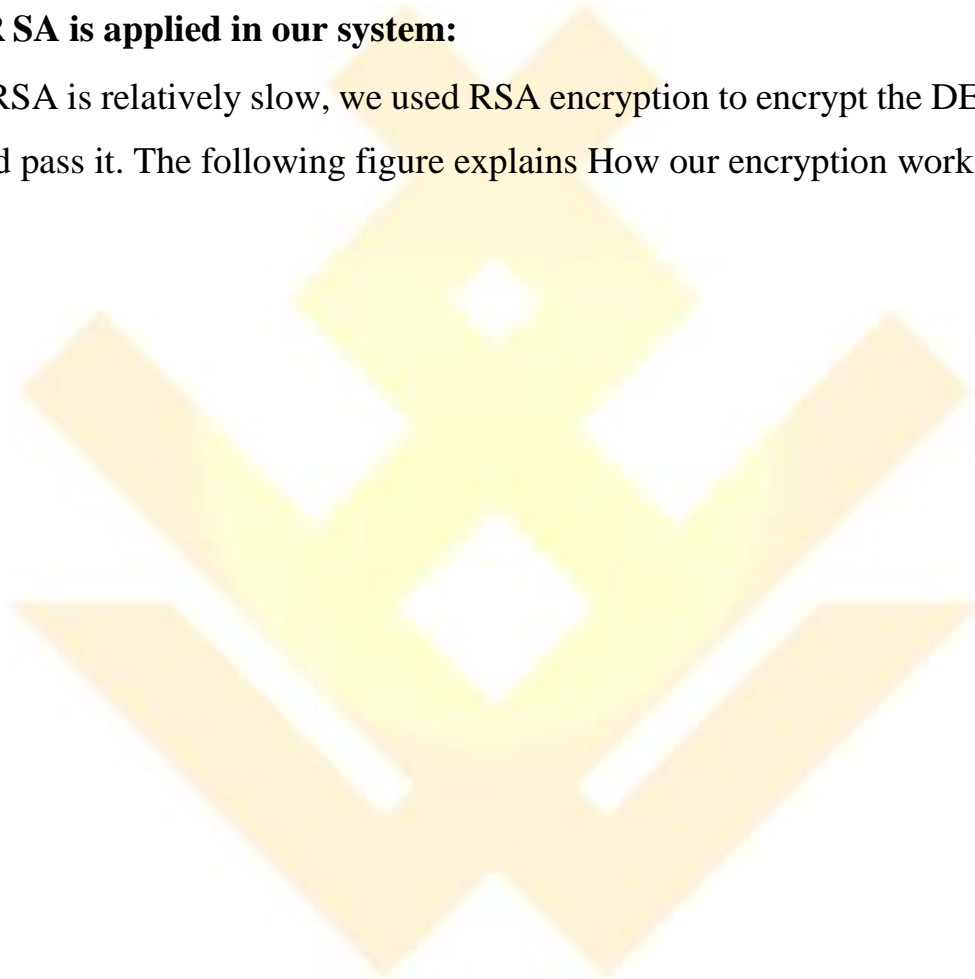 R SA is applied in our system:
RSA is relatively slow, we used RSA encryption to encrypt the DE
d pass it. The following figure explains How our encryption work